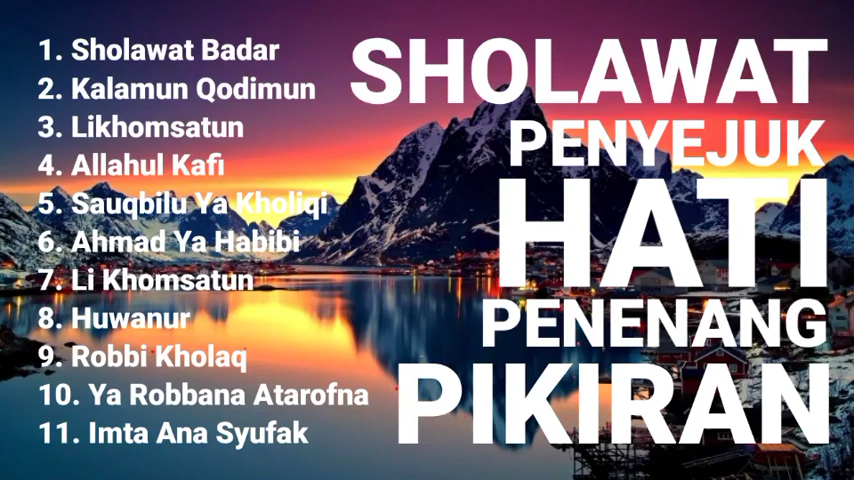 1. Sholawat Badar
2. Kalamun Qodimun
3. Likhomsatun
4. Allahul Kafi
5. Sauqbilu Ya Kholiqi
6. Ahmad Ya Habibi
7. Li Khomsatun
8. Huwanur
9. Robbi Kholaq
10. Ya Robbana Atarofna
11. Imta Ana Syufak
SHOLAWAT
PENYEJUK
HATI
PENENANG
PIKIRAN